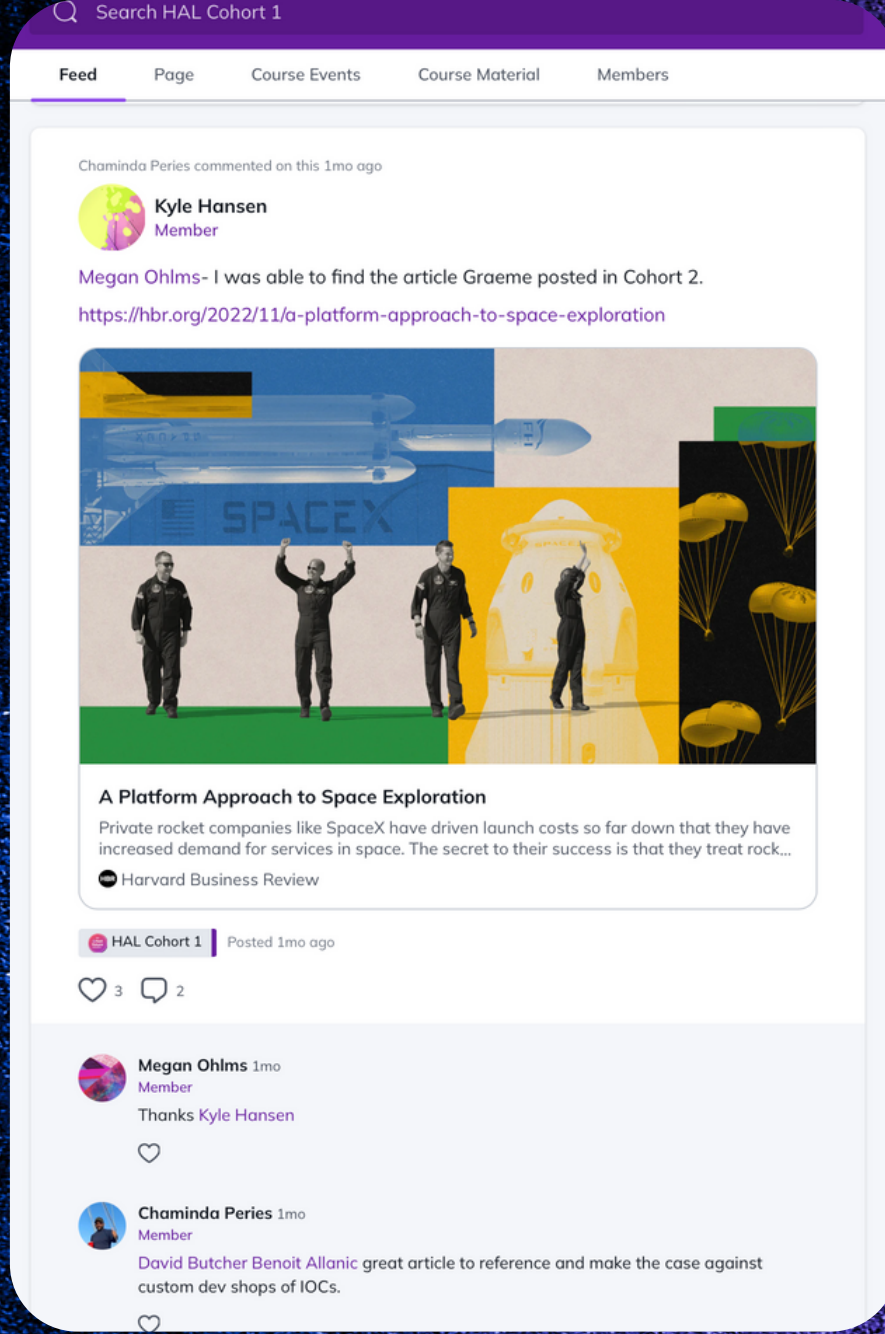 Search HAL Cohort 1
Feed Page Course Events Course Material Members
Chaminda Peries commented on this 1mo ago
Kyle Hansen
Member
Megan Ohlms- I was able to find the article Graeme posted in Cohort 2.
https://hbr.org/2022/11/a-platform-approach-to-space-exploration
SPACEX
FH1
SPACEX
SPACEX
A Platform Approach to Space Exploration
Private rocket companies like SpaceX have driven launch costs so far down that they have
increased demand for services in space. The secret to their success is that they treat rock...
HBR Harvard Business Review
HAL Cohort 1 Posted 1mo ago
3 2
Megan Ohlms 1mo
Member
Thanks Kyle Hansen
Chaminda Peries 1mo
Member
David Butcher Benoit Allanic great article to reference and make the case against
custom dev shops of IOCs.